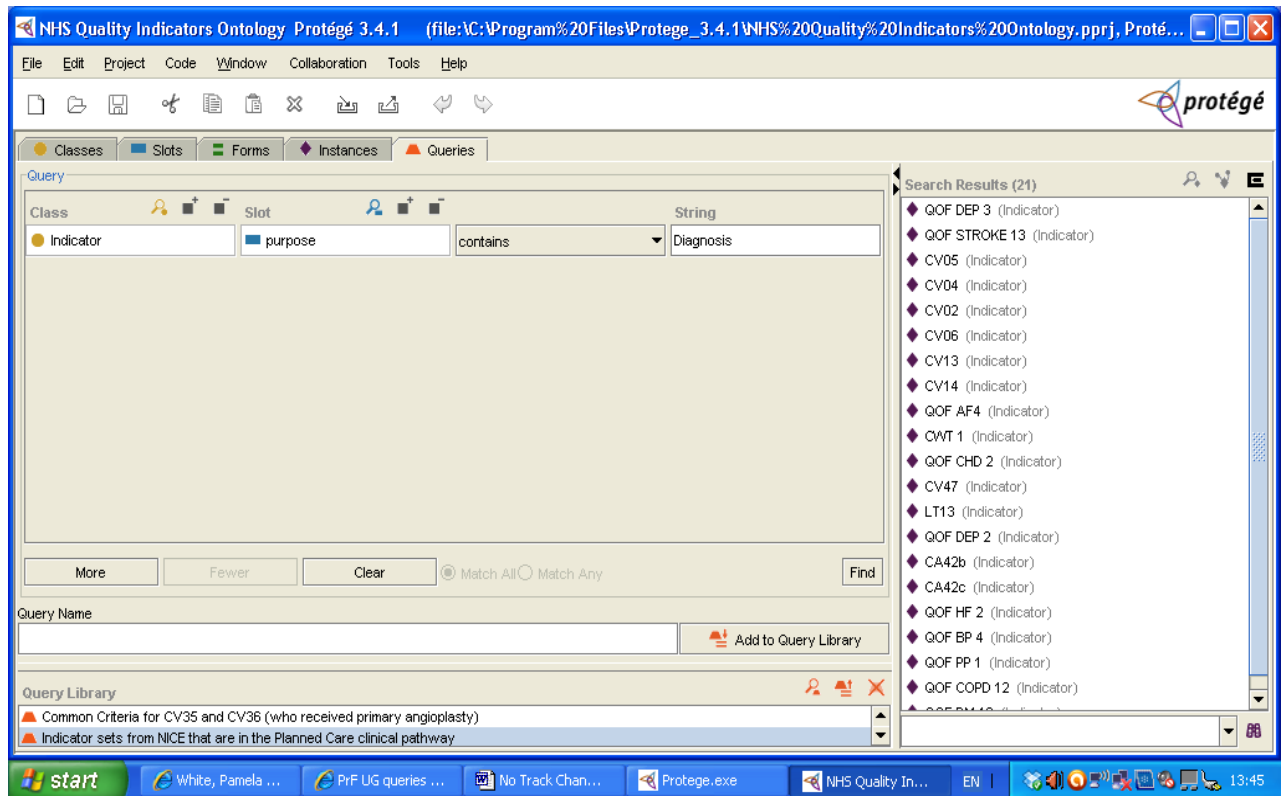 NHS Quality Indicators Ontology Protégé 3.4.1 (file:\C:\Program%20Files\Protege_3.4.1\NHS%20Quality%20Indicators%20Ontology.pprj, Proté...
File Edit Project Code Window Collaboration Tools Help
protégé
Classes Slots Forms Instances Queries
Query
Class Slot String
Indicator purpose contains Diagnosis
More Fewer Clear Match All Match Any Find
Query Name
Add to Query Library
Query Library
Common Criteria for CV35 and CV36 (who received primary angioplasty)
Indicator sets from NICE that are in the Planned Care clinical pathway
Search Results (21)
QOF DEP 3 (Indicator)
QOF STROKE 13 (Indicator)
CV05 (Indicator)
CV04 (Indicator)
CV02 (Indicator)
CV06 (Indicator)
CV13 (Indicator)
CV14 (Indicator)
QOF AF4 (Indicator)
CWT 1 (Indicator)
QOF CHD 2 (Indicator)
CV47 (Indicator)
LT13 (Indicator)
QOF DEP 2 (Indicator)
CA42b (Indicator)
CA42c (Indicator)
QOF HF 2 (Indicator)
QOF BP 4 (Indicator)
QOF PP 1 (Indicator)
QOF COPD 12 (Indicator)
start White, Pamela ... PrF UG queries ... No Track Chan... Protege.exe NHS Quality In... EN 13:45